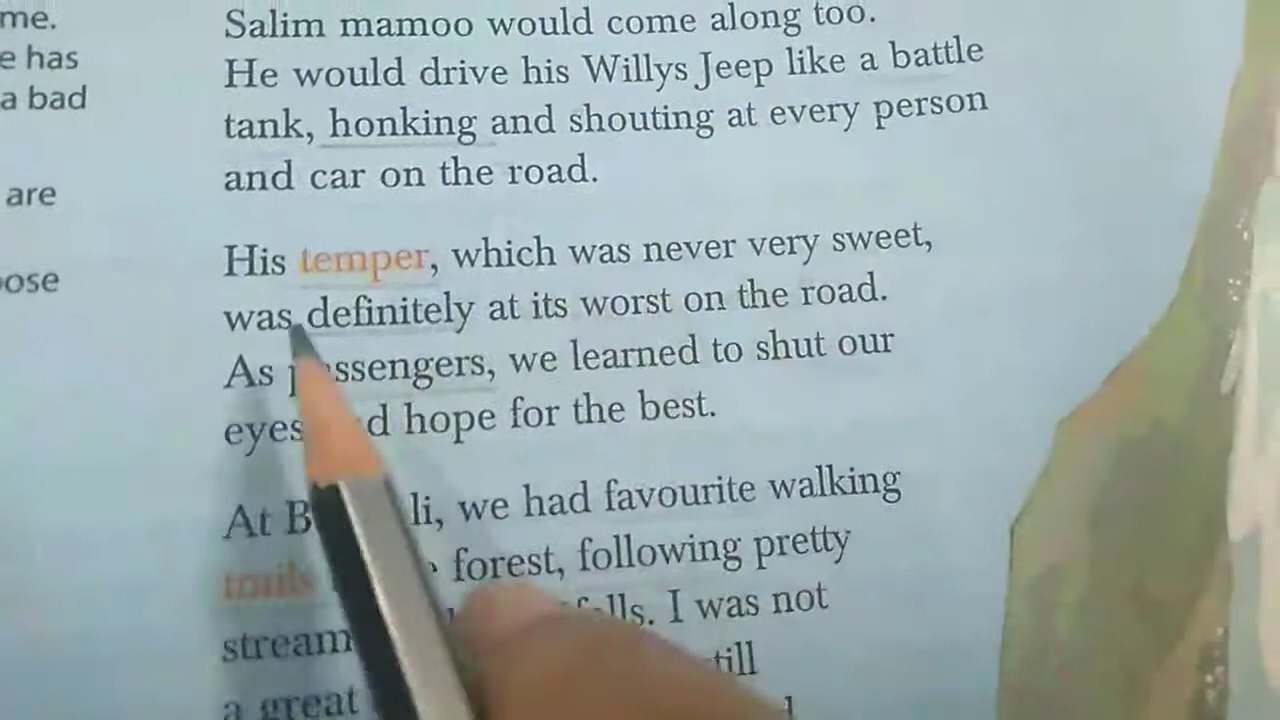 me.
e has
a bad
are
ose
Salim mamoo would come along too.
He would drive his Willys Jeep like a battle
tank, honking and shouting at every person
and car on the road.
His temper, which was never very sweet,
was definitely at its worst on the road.
As passengers, we learned to shut our
eyes and hope for the best.
At B li, we had favourite walking
trails forest, following pretty
stream falls. I was not
till
a great